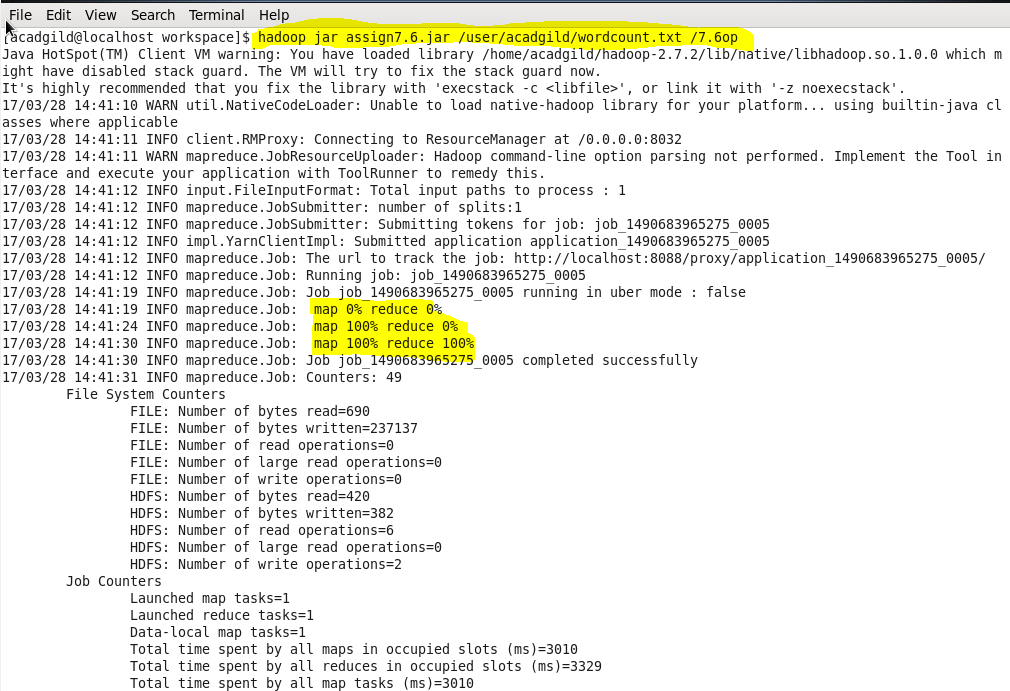 File Edit View Search Terminal Help
[acadgild@localhost workspace]$ hadoop jar assign7.6.jar /user/acadgild/wordcount.txt /7.6op
Java HotSpot(TM) Client VM warning: You have loaded library /home/acadgild/hadoop-2.7.2/lib/native/libhadoop.so.1.0.0 which m
ight have disabled stack guard. The VM will try to fix the stack guard now.
It's highly recommended that you fix the library with 'execstack -c <libfile>', or link it with '-z noexecstack'.
17/03/28 14:41:10 WARN util.NativeCodeLoader: Unable to load native-hadoop library for your platform... using builtin-java cl
asses where applicable
17/03/28 14:41:11 INFO client.RMProxy: Connecting to ResourceManager at /0.0.0.0:8032
17/03/28 14:41:11 WARN mapreduce.JobResourceUploader: Hadoop command-line option parsing not performed. Implement the Tool in
terface and execute your application with ToolRunner to remedy this.
17/03/28 14:41:12 INFO input.FileInputFormat: Total input paths to process : 1
17/03/28 14:41:12 INFO mapreduce.JobSubmitter: number of splits:1
17/03/28 14:41:12 INFO mapreduce.JobSubmitter: Submitting tokens for job: job_1490683965275_0005
17/03/28 14:41:12 INFO impl.YarnClientImpl: Submitted application application_1490683965275_0005
17/03/28 14:41:12 INFO mapreduce.Job: The url to track the job: http://localhost:8088/proxy/application_1490683965275_0005/
17/03/28 14:41:12 INFO mapreduce.Job: Running job: job_1490683965275_0005
17/03/28 14:41:19 INFO mapreduce.Job: Job job_1490683965275_0005 running in uber mode : false
17/03/28 14:41:19 INFO mapreduce.Job:  map 0% reduce 0%
17/03/28 14:41:24 INFO mapreduce.Job:  map 100% reduce 0%
17/03/28 14:41:30 INFO mapreduce.Job:  map 100% reduce 100%
17/03/28 14:41:30 INFO mapreduce.Job: Job job_1490683965275_0005 completed successfully
17/03/28 14:41:31 INFO mapreduce.Job: Counters: 49
File System Counters
FILE: Number of bytes read=690
FILE: Number of bytes written=237137
FILE: Number of read operations=0
FILE: Number of large read operations=0
FILE: Number of write operations=0
HDFS: Number of bytes read=420
HDFS: Number of bytes written=382
HDFS: Number of read operations=6
HDFS: Number of large read operations=0
HDFS: Number of write operations=2
Job Counters
Launched map tasks=1
Launched reduce tasks=1
Data-local map tasks=1
Total time spent by all maps in occupied slots (ms)=3010
Total time spent by all reduces in occupied slots (ms)=3329
Total time spent by all map tasks (ms)=3010